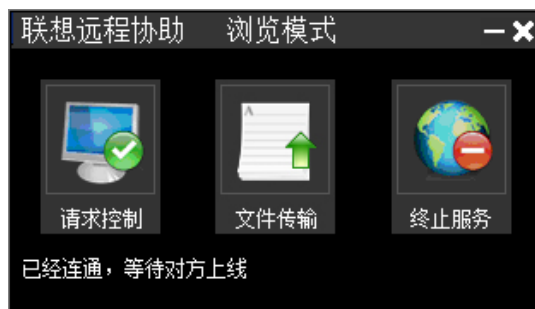 联想远程协助 浏览模式
请求控制 文件传输 终止服务
已经连通，等待对方上线